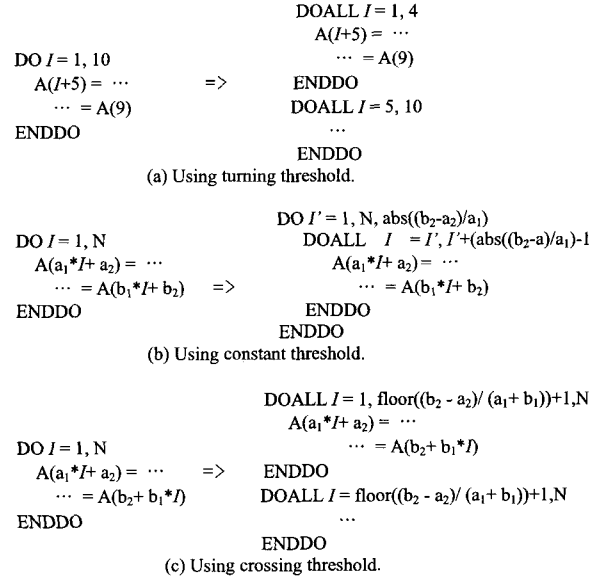 DO I = 1, 10
A(I+5) = ···
··· = A(9)
ENDDO
=>
DOALL I = 1, 4
A(I+5) = ···
··· = A(9)
ENDDO
DOALL I = 5, 10
···
ENDDO
(a) Using turning threshold.
DO I = 1, N
A(a₁*I+ a₂) = ···
··· = A(b₁*I+ b₂)
ENDDO
=>
DO I' = 1, N, abs((b₂-a₂)/a₁)
DOALL I = I', I'+(abs((b₂-a)/a₁)-1
A(a₁*I+ a₂) = ···
··· = A(b₁*I+ b₂)
ENDDO
ENDDO
(b) Using constant threshold.
DO I = 1, N
A(a₁*I+ a₂) = ···
··· = A(b₂+ b₁*I)
ENDDO
=>
DOALL I = 1, floor((b₂ - a₂)/ (a₁+ b₁))+1,N
A(a₁*I+ a₂) = ···
··· = A(b₂+ b₁*I)
ENDDO
DOALL I = floor((b₂ - a₂)/ (a₁+ b₁))+1,N
···
ENDDO
(c) Using crossing threshold.